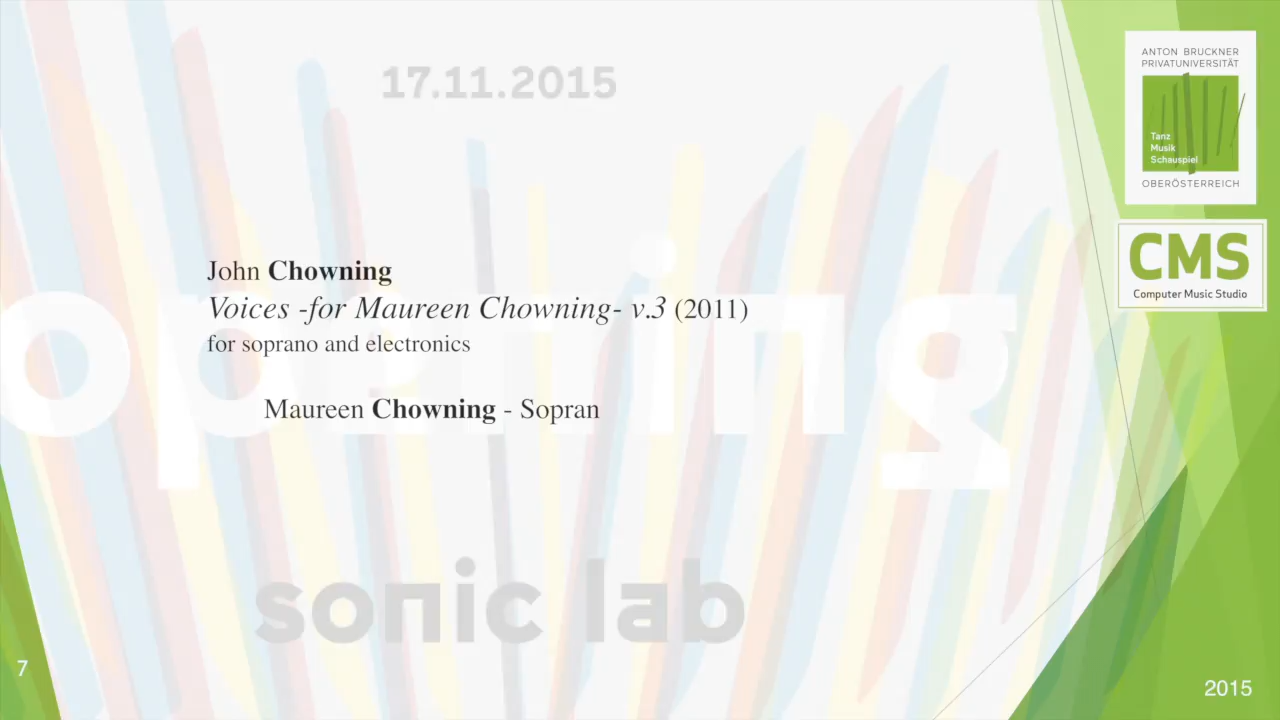 17.11.2015
ANTON BRUCKNER
PRIVATUNIVERSITÄT
Tanz
Musik
Schauspiel
OBERÖSTERREICH
CMS
Computer Music Studio
John Chowning
Voices -for Maureen Chowning- v.3 (2011)
for soprano and electronics
opening
Maureen Chowning - Sopran
sonic lab
7
2015